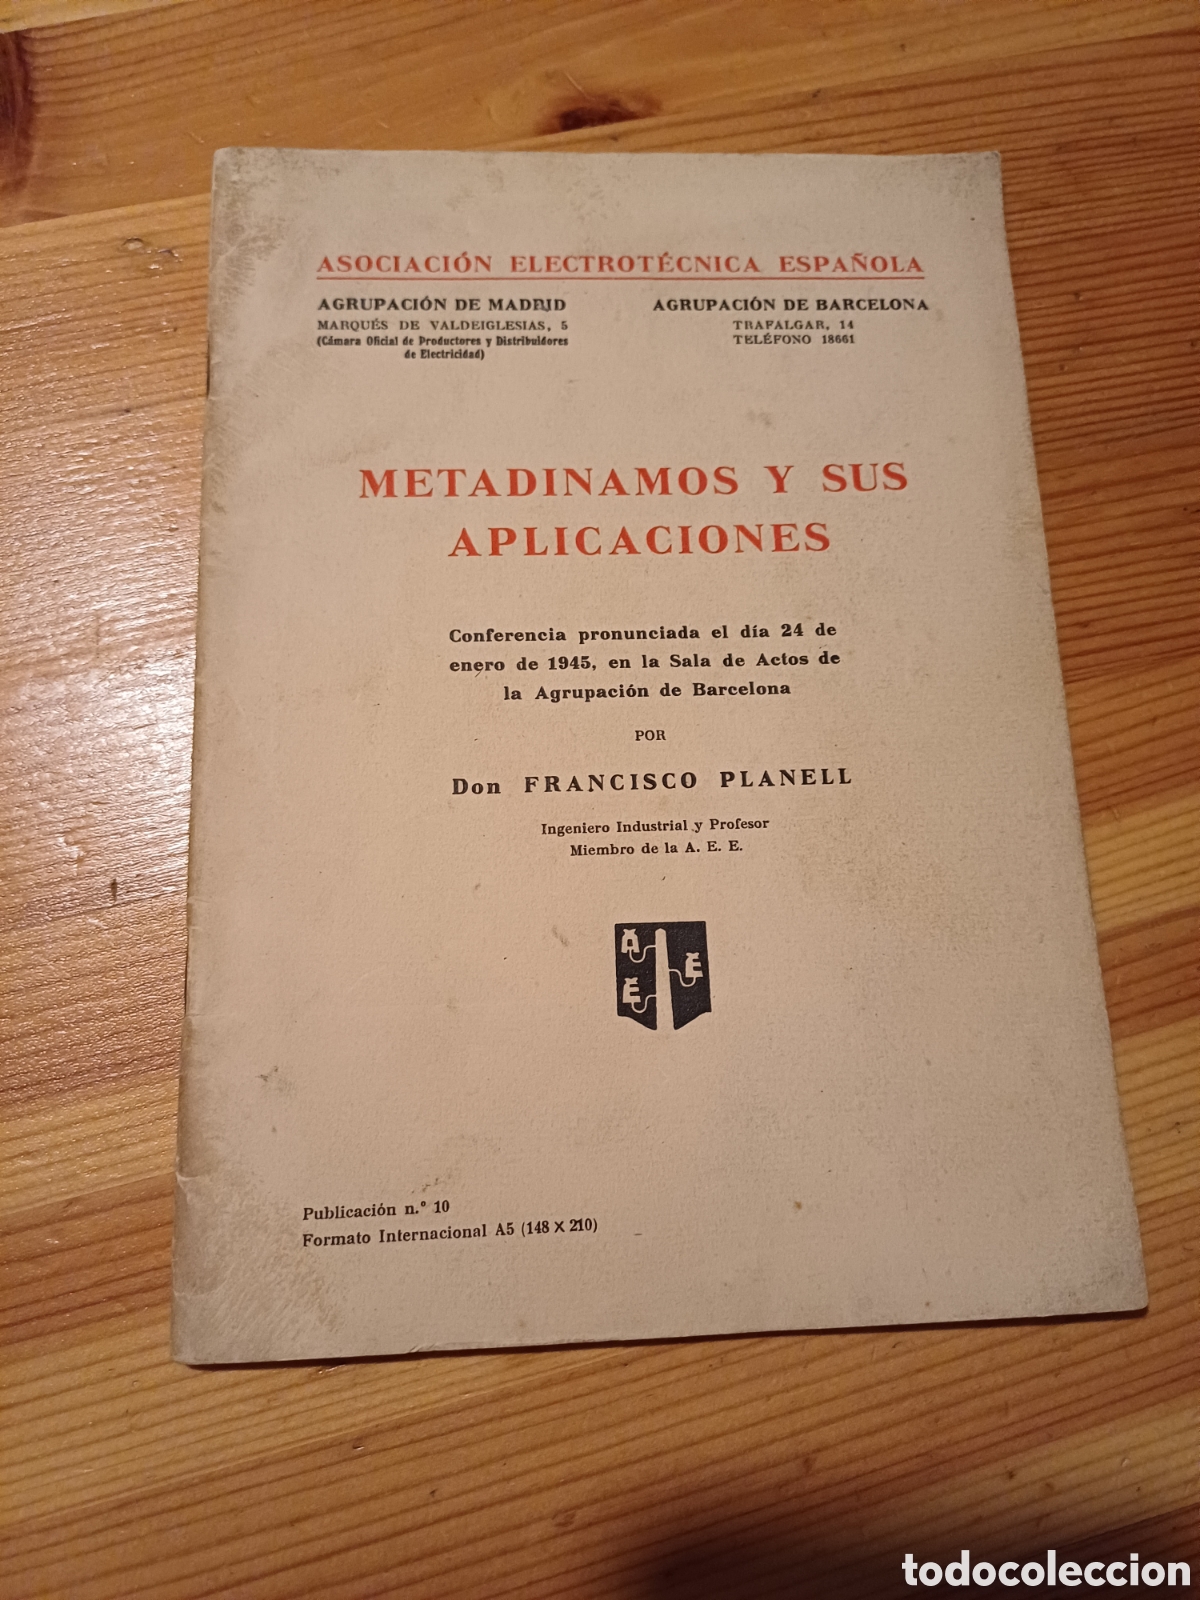 ASOCIACIÓN ELECTROTÉCNICA ESPAÑOLA
AGRUPACIÓN DE MADRID
MARQUÉS DE VALDEIGLESIAS, 5
(Cámara Oficial de Productores y Distribuidores
de Electricidad)
AGRUPACIÓN DE BARCELONA
TRAFALGAR, 14
TELÉFONO 18661
METADINAMOS Y SUS
APLICACIONES
Conferencia pronunciada el día 24 de
enero de 1945, en la Sala de Actos de
la Agrupación de Barcelona
POR
Don FRANCISCO PLANELL
Ingeniero Industrial y Profesor
Miembro de la A. E. E.
A
E
E
Publicación n.º 10
Formato Internacional A5 (148 X 210)
todocoleccion